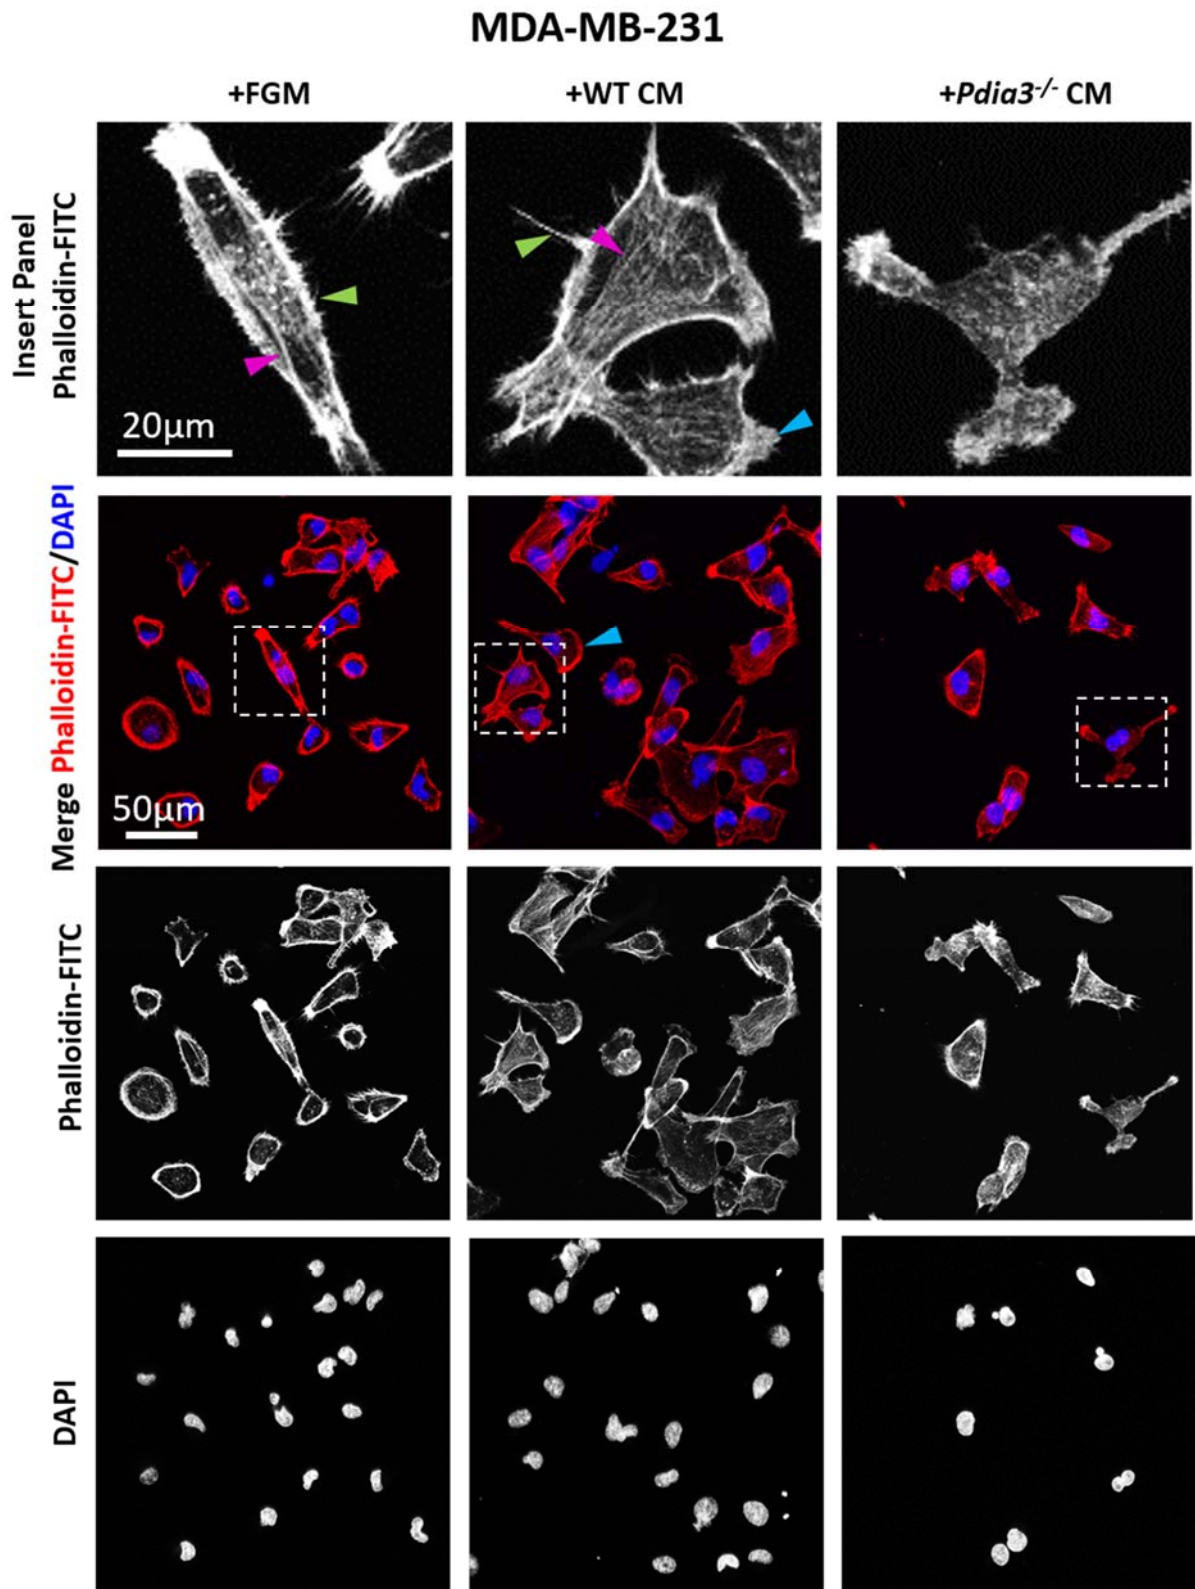 MDA-MB-231
+FGM
+WT CM
+Pdia3-/- CM
Insert Panel
Phalloidin-FITC
20µm
Merge Phalloidin-FITC/DAPI
50µm
Phalloidin-FITC
DAPI